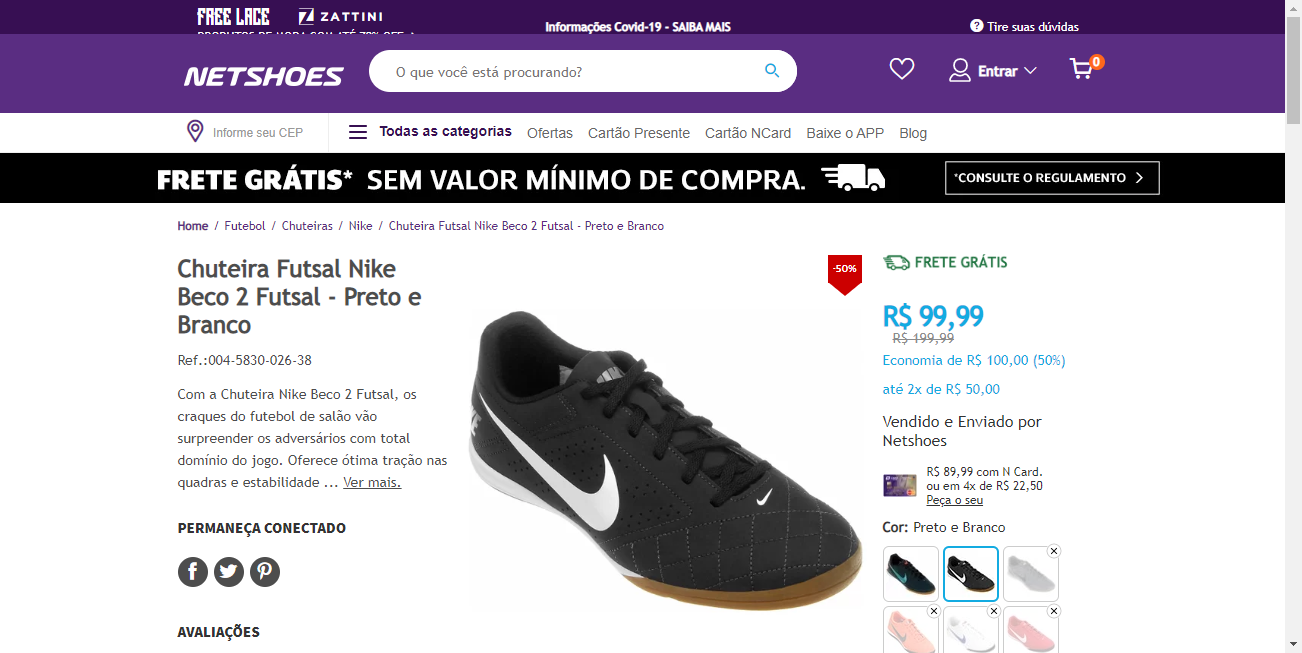 FREE LACE
ZATTINI
PRODUTOS DE MODA COM ATÉ 70% OFF >
Informações Covid-19 - SAIBA MAIS
? Tire suas dúvidas
NETSHOES
O que você está procurando?
Entrar
0
Informe seu CEP
Todas as categorias
Ofertas
Cartão Presente
Cartão NCard
Baixe o APP
Blog
FRETE GRÁTIS* SEM VALOR MÍNIMO DE COMPRA.
*CONSULTE O REGULAMENTO >
Home / Futebol / Chuteiras / Nike / Chuteira Futsal Nike Beco 2 Futsal - Preto e Branco
Chuteira Futsal Nike
Beco 2 Futsal - Preto e
Branco
Ref.:004-5830-026-38
Com a Chuteira Nike Beco 2 Futsal, os
craques do futebol de salão vão
surpreender os adversários com total
domínio do jogo. Oferece ótima tração nas
quadras e estabilidade ... Ver mais.
PERMANEÇA CONECTADO
AVALIAÇÕES
-50%
FRETE GRÁTIS
R$ 99,99
R$ 199,99
Economia de R$ 100,00 (50%)
até 2x de R$ 50,00
Vendido e Enviado por
Netshoes
R$ 89,99 com N Card.
ou em 4x de R$ 22,50
Peça o seu
Cor: Preto e Branco